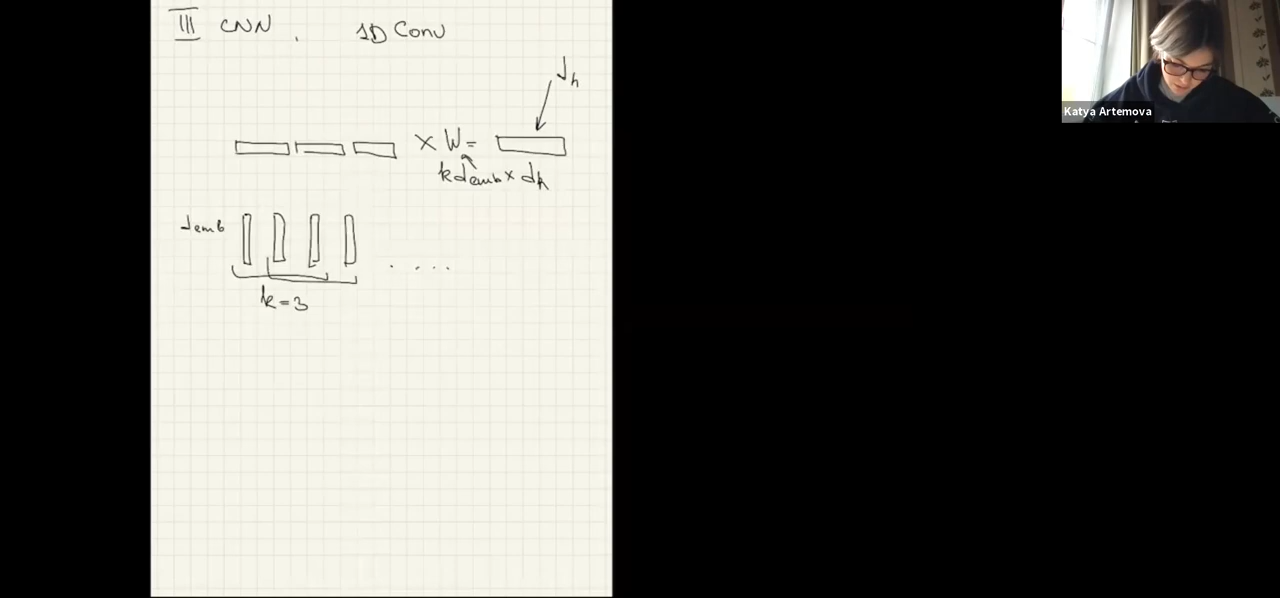 III CNN. 1D Conv
d_h
× W =
k d_emb × d_h
d_emb
. . . .
k = 3
Katya Artemova